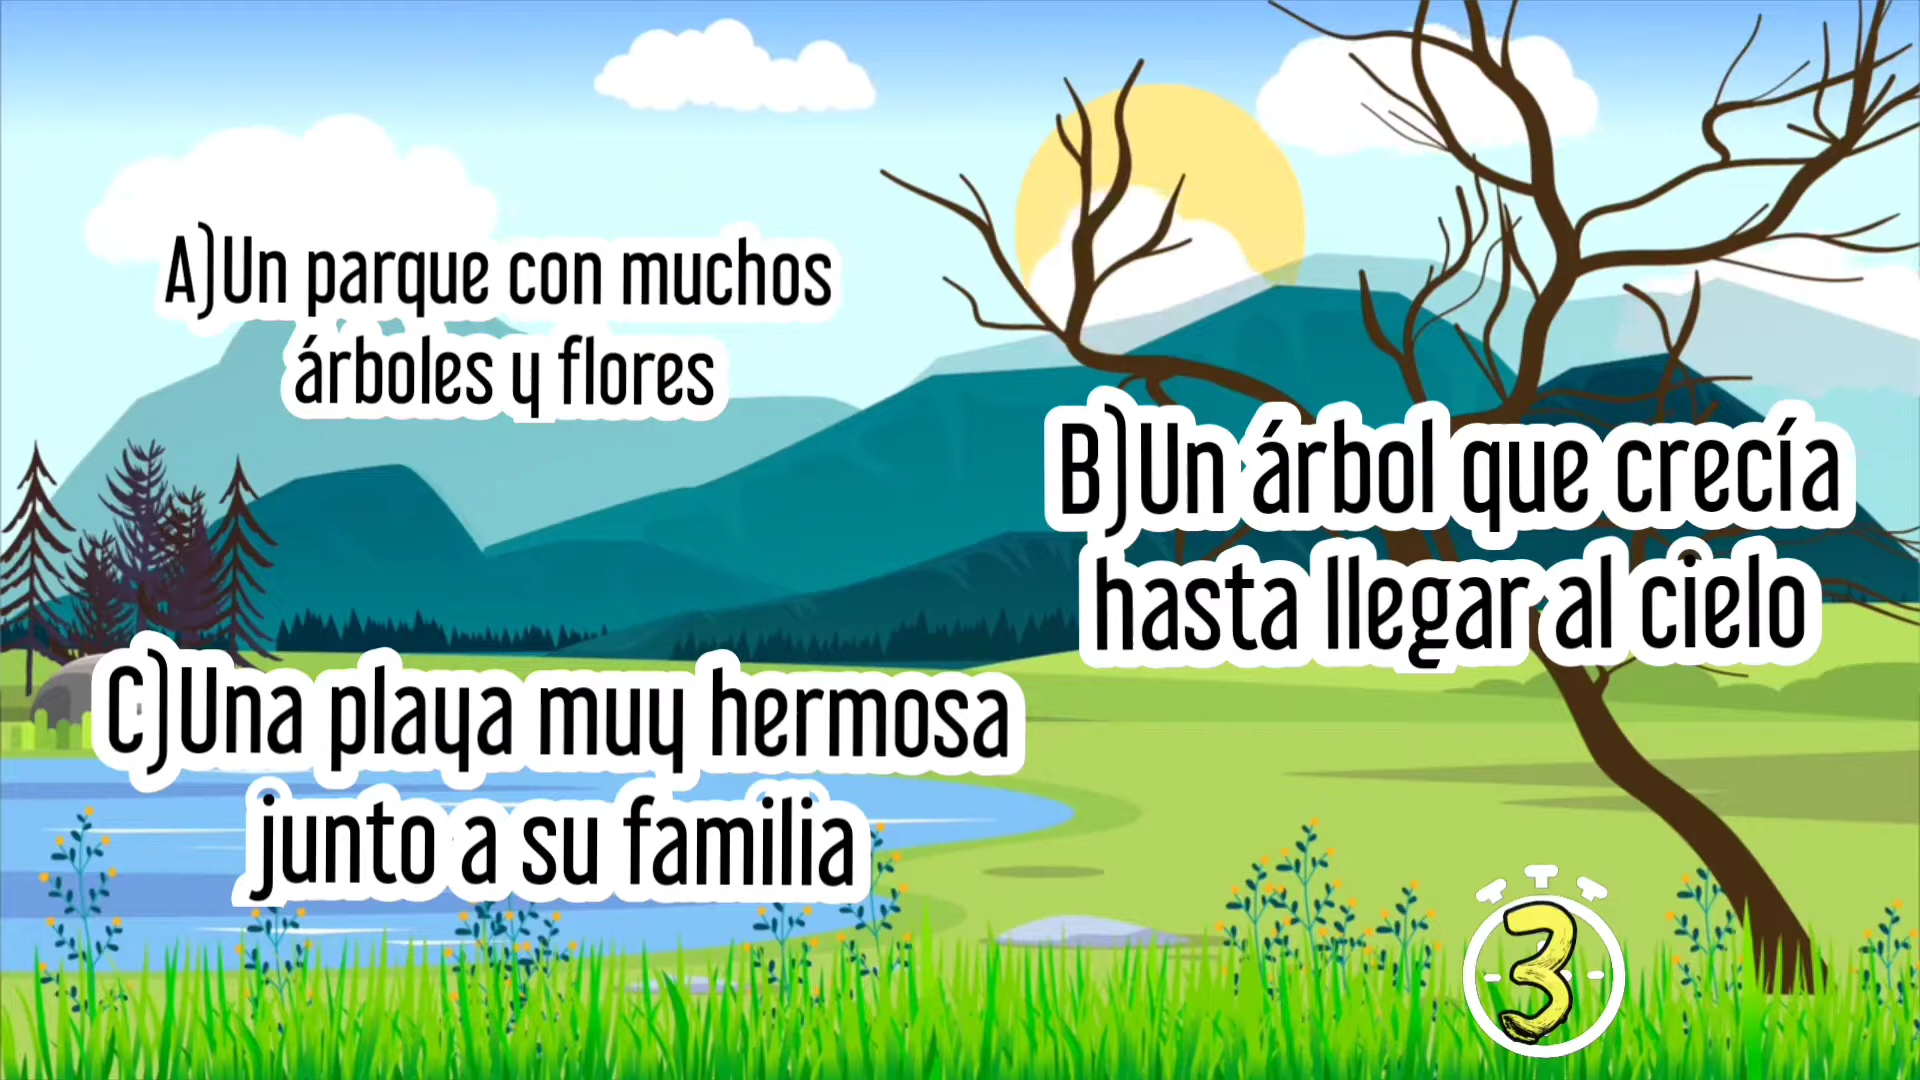 A)Un parque con muchos
árboles y flores
B)Un árbol que crecía
hasta llegar al cielo
C)Una playa muy hermosa
junto a su familia
3